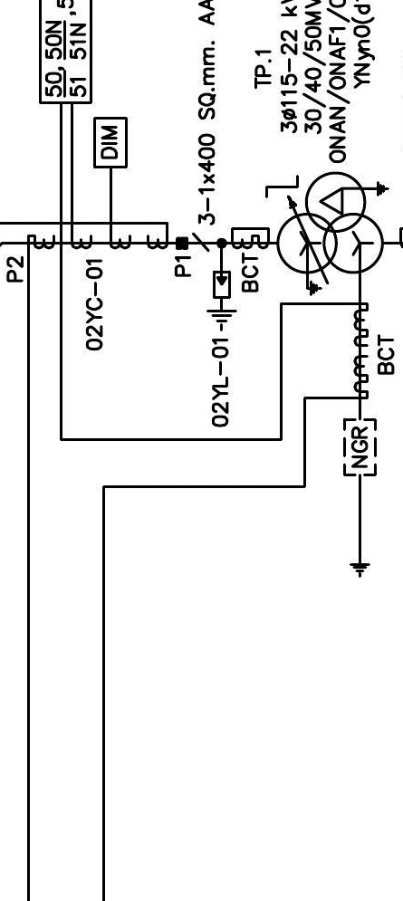 50, 50N
51 51N,5
DIM
3-1x400 SQ.mm. AA
TP.1
3ø115-22 kV
30/40/50MV
ONAN/ONAF1/O
YNyn0(d1
P2
02YC-01
P1
02YL-01
BCT
BCT
NGR